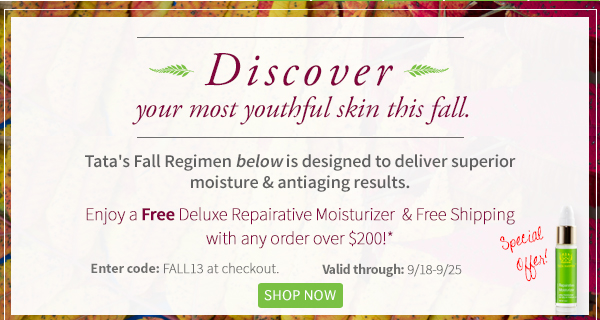 Discover
your most youthful skin this fall.
Tata's Fall Regimen below is designed to deliver superior
moisture & antiaging results.
Enjoy a Free Deluxe Repairative Moisturizer & Free Shipping
with any order over $200!*
Special
Offer!
Enter code: FALL13 at checkout. Valid through: 9/18-9/25
SHOP NOW